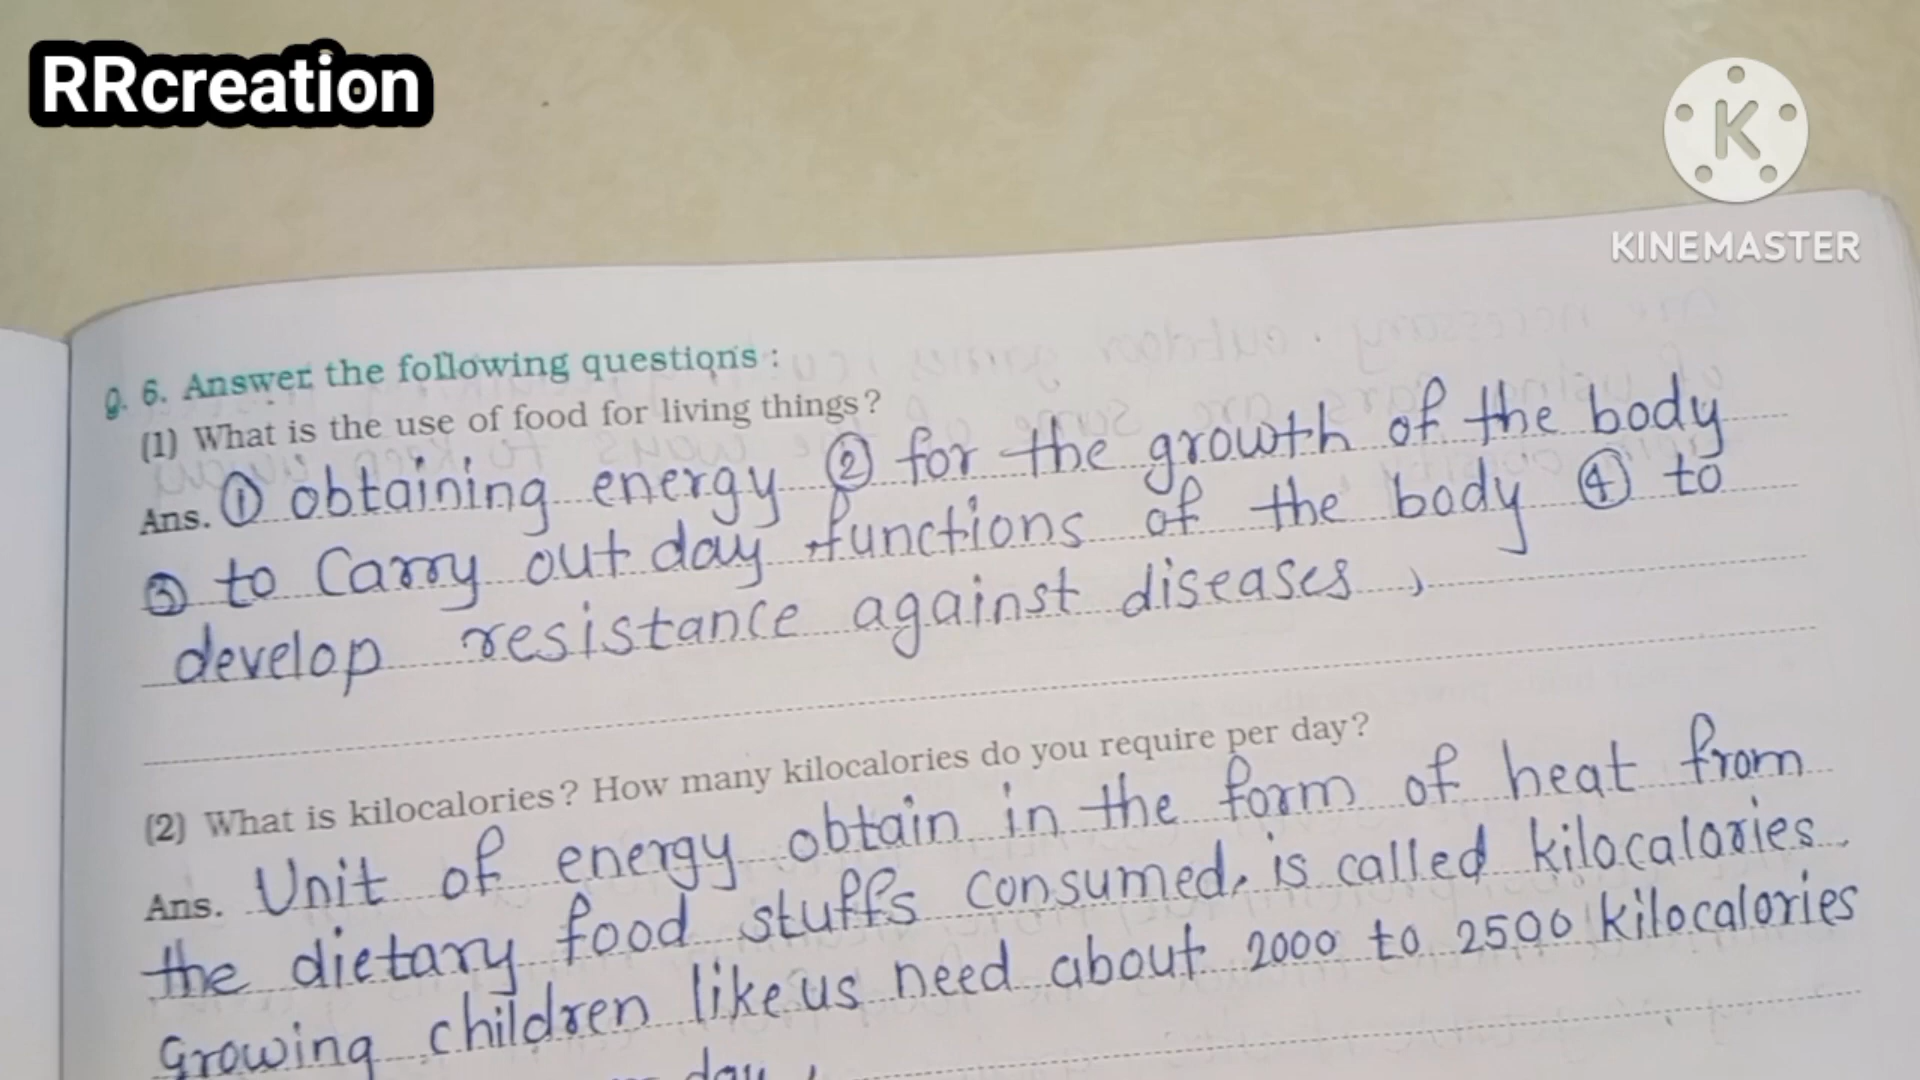 RRcreation
K
KINEMASTER
Q. 6. Answer the following questions :
(1) What is the use of food for living things?
Ans. ① obtaining energy ② for the growth of the body
③ to Carry out day functions of the body ④ to
develop resistance against diseases ,
(2) What is kilocalories? How many kilocalories do you require per day?
Ans. Unit of energy obtain in the form of heat from
the dietary food stuffs consumed, is called kilocalories.
Growing children like us need about 2000 to 2500 kilocalories
day